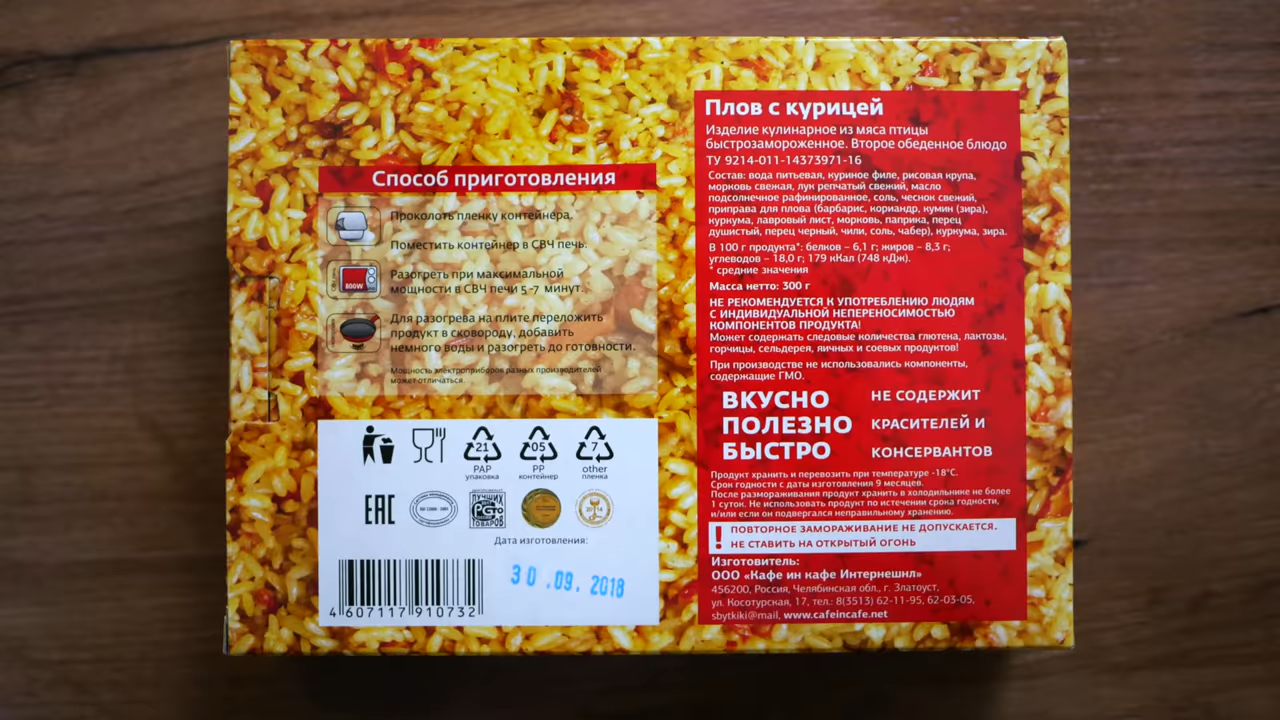 Способ приготовления
Проколоть пленку контейнера.
Поместить контейнер в СВЧ печь.
800W
Разогреть при максимальной
мощности в СВЧ печи 5-7 минут.
Для разогрева на плите переложить
продукт в сковороду, добавить
немного воды и разогреть до готовности.
Мощность электроприборов разных производителей
может отличаться.
21
05
7
PAP
упаковка
PP
контейнер
other
пленка
EAC
ЛУЧШИХ
ТОВАРОВ
Дата изготовления:
30.09.2018
4 607117 910732
Плов с курицей
Изделие кулинарное из мяса птицы
быстрозамороженное. Второе обеденное блюдо
ТУ 9214-011-14373971-16
Состав: вода питьевая, куриное филе, рисовая крупа,
морковь свежая, лук репчатый свежий, масло
подсолнечное рафинированное, соль, чеснок свежий,
приправа для плова (барбарис, кориандр, кумин (зира),
куркума, лавровый лист, морковь, паприка, перец
душистый, перец черный, чили, соль, чабер), куркума, зира.
В 100 г продукта*: белков – 6,1 г; жиров – 8,3 г;
углеводов – 18,0 г; 179 кКал (748 кДж).
* средние значения
Масса нетто: 300 г
НЕ РЕКОМЕНДУЕТСЯ К УПОТРЕБЛЕНИЮ ЛЮДЯМ
С ИНДИВИДУАЛЬНОЙ НЕПЕРЕНОСИМОСТЬЮ
КОМПОНЕНТОВ ПРОДУКТА!
Может содержать следовые количества глютена, лактозы,
горчицы, сельдерея, яичных и соевых продуктов!
При производстве не использовались компоненты,
содержащие ГМО.
ВКУСНО
ПОЛЕЗНО
БЫСТРО
НЕ СОДЕРЖИТ
КРАСИТЕЛЕЙ И
КОНСЕРВАНТОВ
Продукт хранить и перевозить при температуре -18°С.
Срок годности с даты изготовления 9 месяцев.
После размораживания продукт хранить в холодильнике не более
1 суток. Не использовать продукт по истечении срока годности,
и/или если он подвергался неправильному хранению.
! ПОВТОРНОЕ ЗАМОРАЖИВАНИЕ НЕ ДОПУСКАЕТСЯ.
НЕ СТАВИТЬ НА ОТКРЫТЫЙ ОГОНЬ
Изготовитель:
ООО «Кафе ин кафе Интернешнл»
456200, Россия, Челябинская обл., г. Златоуст,
ул. Косотурская, 17, тел.: 8(3513) 62-11-95, 62-03-05,
sbytkiki@mail, www.cafeincafe.net